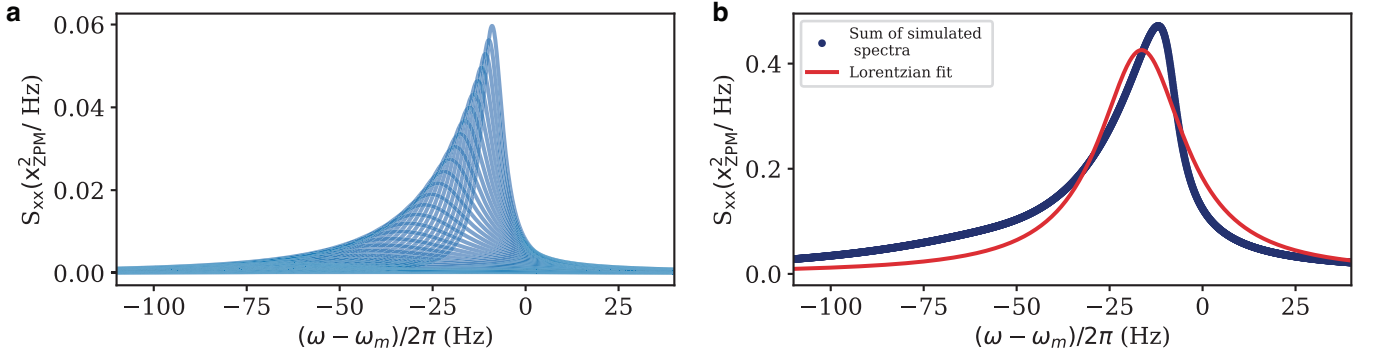 a
0.06
0.04
0.02
0.00
S_xx(x²_ZPM/ Hz)
−100
−75
−50
−25
0
25
(ω − ω_m)/2π (Hz)
b
Sum of simulated
spectra
Lorentzian fit
0.4
0.2
0.0
S_xx(x²_ZPM/ Hz)
−100
−75
−50
−25
0
25
(ω − ω_m)/2π (Hz)